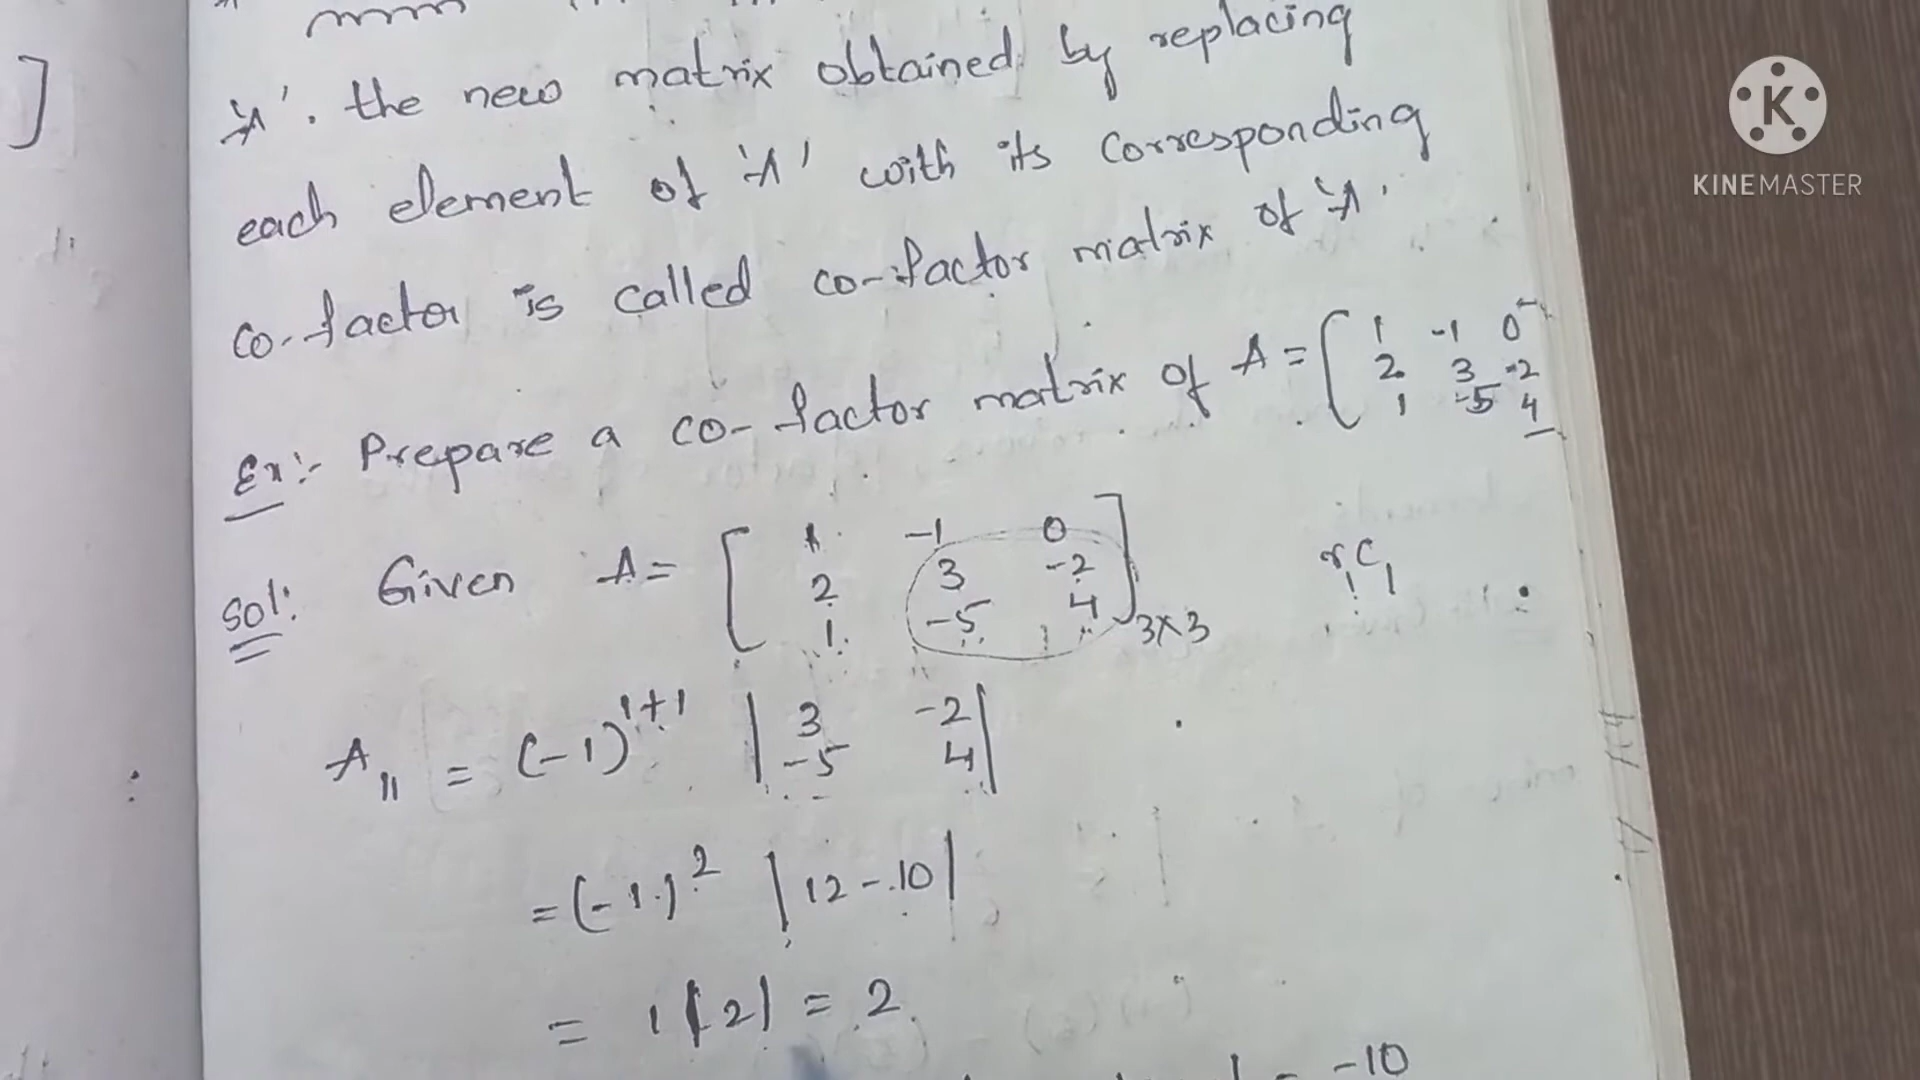 'A'. the new matrix obtained by replacing
each element of 'A' with its corresponding
co-factor is called co-factor matrix of 'A'.
Ex:- Prepare a co-factor matrix of A = [ 1 -1 0
2 3 -2
1 -5 4
Sol: Given A = [ 1 -1 0
2 3 -2
1 -5 4 ] 3x3
r1 C1
A11 = (-1)^1+1 | 3 -2
-5 4 |
= (-1)^2 | 12 - 10 |
= 1 |2| = 2
= -10
]
K
KINEMASTER